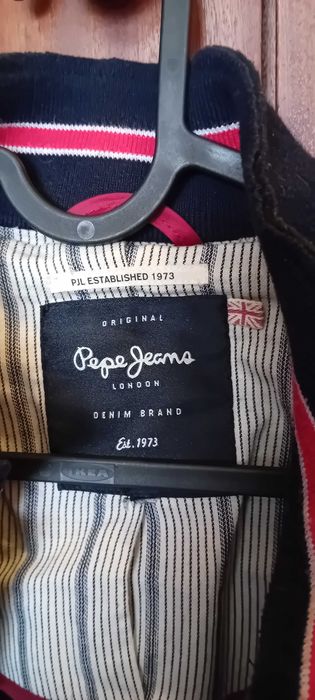 PJL ESTABLISHED 1973
ORIGINAL
Pepe Jeans
LONDON
DENIM BRAND
Est. 1973
IKEA